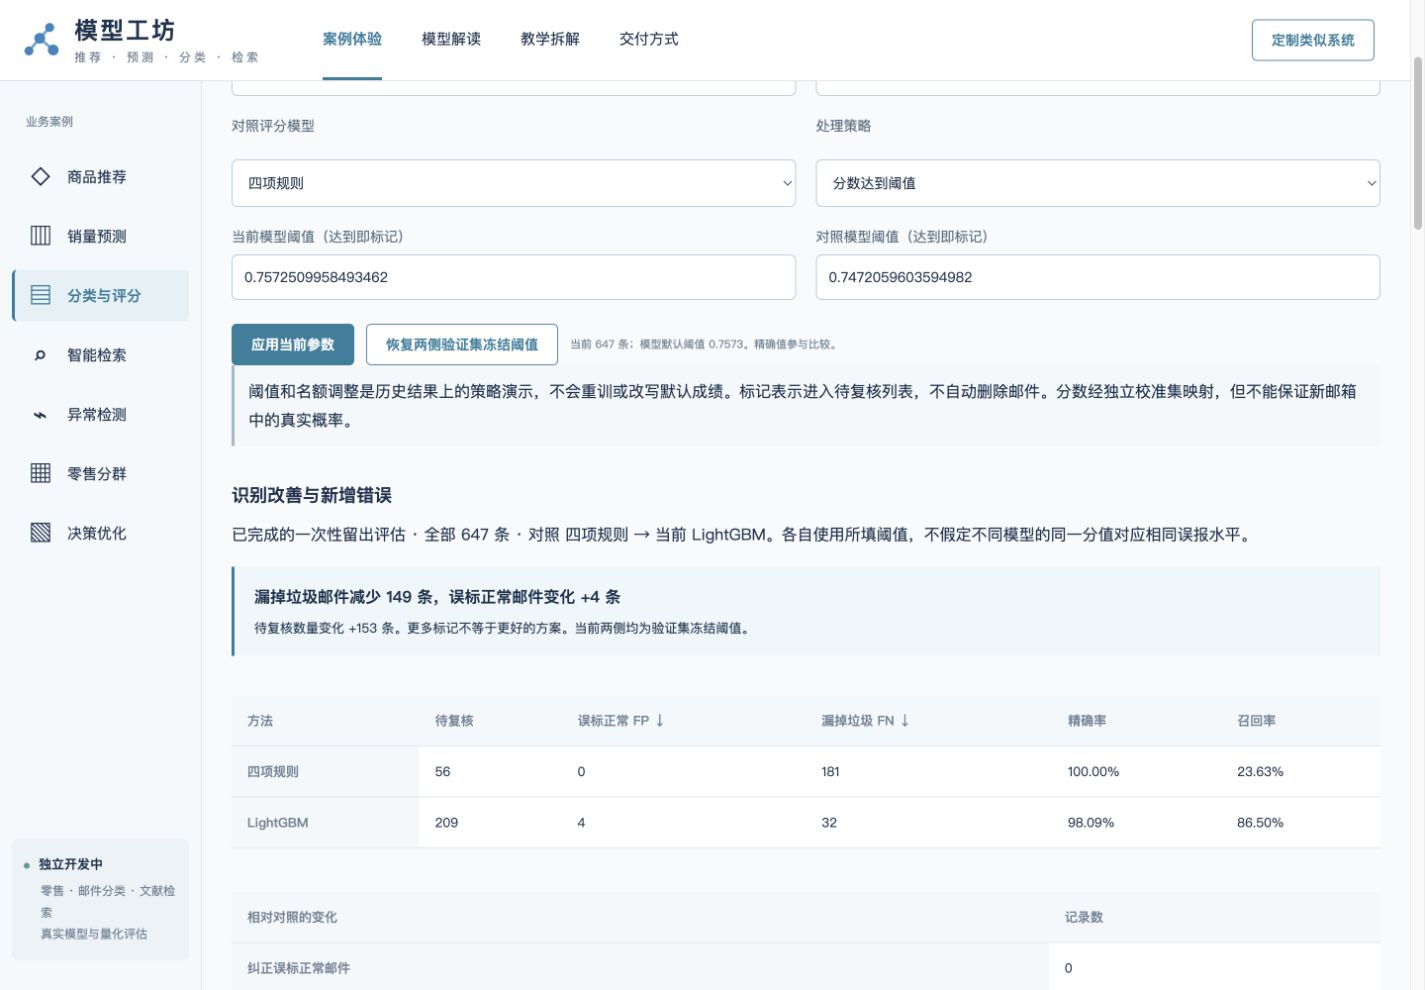 模型工坊
推荐 · 预测 · 分类 · 检索
案例体验
模型解读
教学拆解
交付方式
定制类似系统
业务案例
商品推荐
销量预测
分类与评分
智能检索
异常检测
零售分群
决策优化
独立开发中
零售 · 邮件分类 · 文献检
索
真实模型与量化评估
对照评分模型
处理策略
四项规则
分数达到阈值
当前模型阈值（达到即标记）
对照模型阈值（达到即标记）
0.7572509958493462
0.7472059603594982
应用当前参数
恢复两侧验证集冻结阈值
当前 647 条；模型默认阈值 0.7573。精确值参与比较。
阈值和名额调整是历史结果上的策略演示，不会重训或改写默认成绩。标记表示进入待复核列表，不自动删除邮件。分数经独立校准集映射，但不能保证新邮箱
中的真实概率。
识别改善与新增错误
已完成的一次性留出评估 · 全部 647 条 · 对照 四项规则 → 当前 LightGBM。各自使用所填阈值，不假定不同模型的同一分值对应相同误报水平。
漏掉垃圾邮件减少 149 条，误标正常邮件变化 +4 条
待复核数量变化 +153 条。更多标记不等于更好的方案。当前两侧均为验证集冻结阈值。
方法 待复核 误标正常 FP ↓ 漏掉垃圾 FN ↓ 精确率 召回率
四项规则 56 0 181 100.00% 23.63%
LightGBM 209 4 32 98.09% 86.50%
相对对照的变化 记录数
纠正误标正常邮件 0